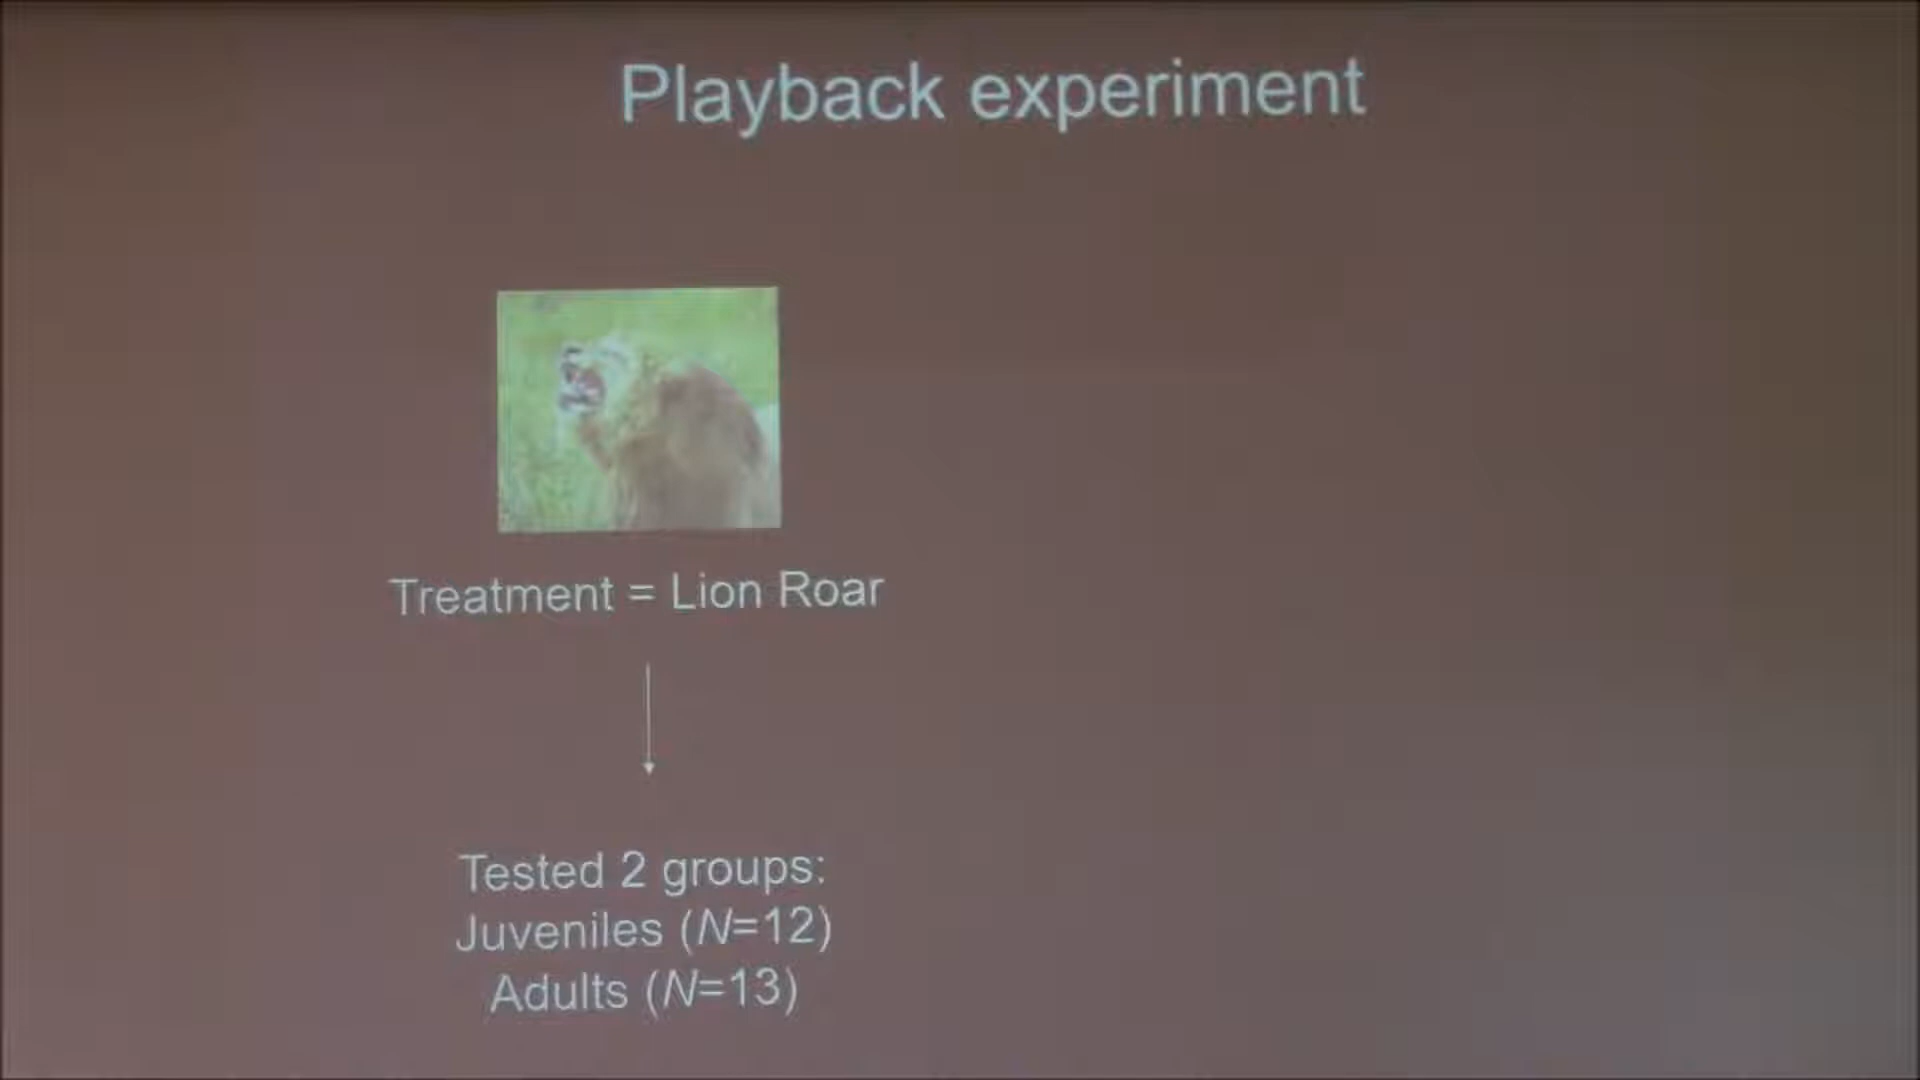 Playback experiment
Treatment = Lion Roar
Tested 2 groups:
Juveniles (N=12)
Adults (N=13)